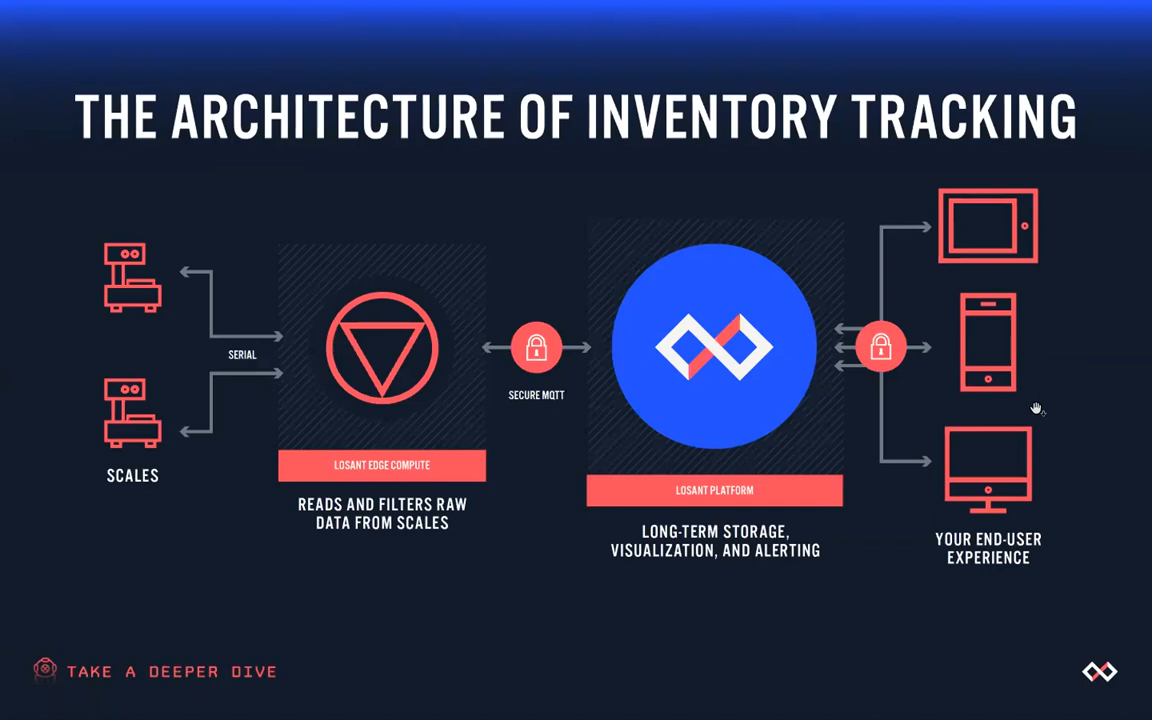 THE ARCHITECTURE OF INVENTORY TRACKING
SERIAL
SCALES
LOSANT EDGE COMPUTE
READS AND FILTERS RAW
DATA FROM SCALES
SECURE MQTT
LOSANT PLATFORM
LONG-TERM STORAGE,
VISUALIZATION, AND ALERTING
YOUR END-USER
EXPERIENCE
TAKE A DEEPER DIVE